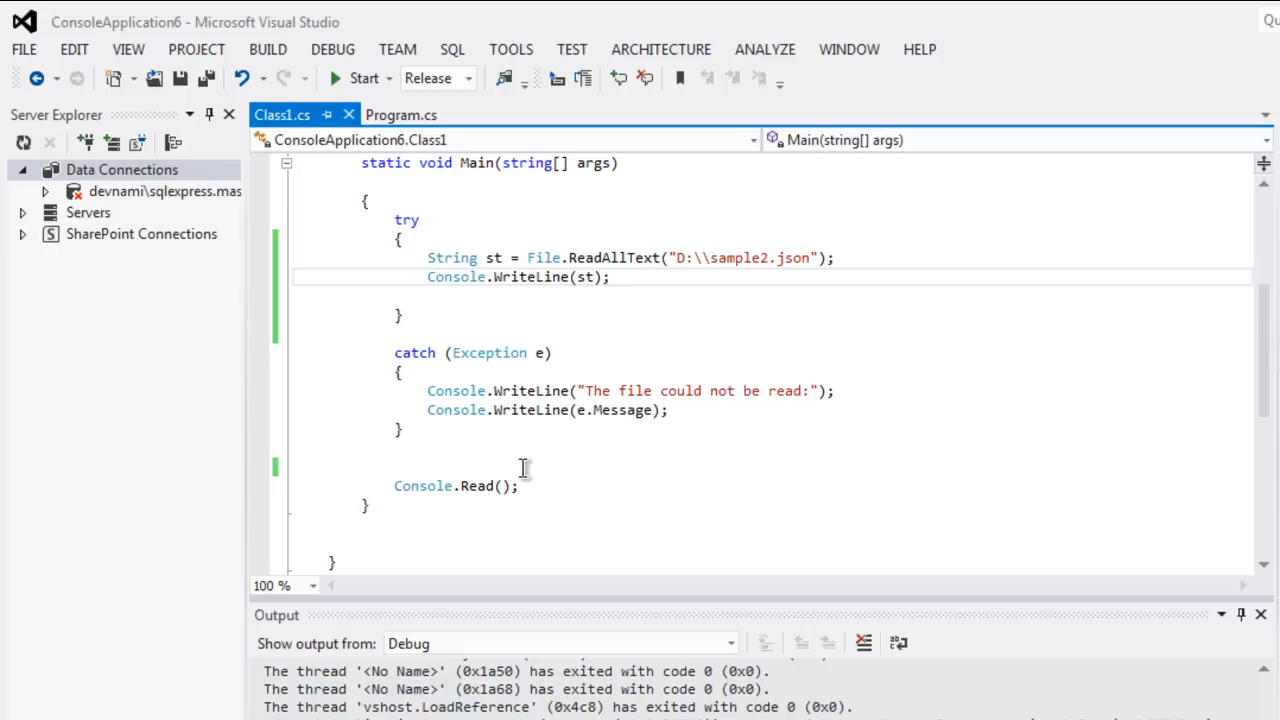 ConsoleApplication6 - Microsoft Visual Studio
Qu
FILE EDIT VIEW PROJECT BUILD DEBUG TEAM SQL TOOLS TEST ARCHITECTURE ANALYZE WINDOW HELP
Start Release
Server Explorer
Class1.cs Program.cs
ConsoleApplication6.Class1 Main(string[] args)
Data Connections
devnami\sqlexpress.mas
Servers
SharePoint Connections
static void Main(string[] args)
{
try
{
String st = File.ReadAllText("D:\\sample2.json");
Console.WriteLine(st);
}
catch (Exception e)
{
Console.WriteLine("The file could not be read:");
Console.WriteLine(e.Message);
}
Console.Read();
}
}
100 %
Output
Show output from: Debug
The thread '<No Name>' (0x1a50) has exited with code 0 (0x0).
The thread '<No Name>' (0x1a68) has exited with code 0 (0x0).
The thread 'vshost.LoadReference' (0x4c8) has exited with code 0 (0x0).